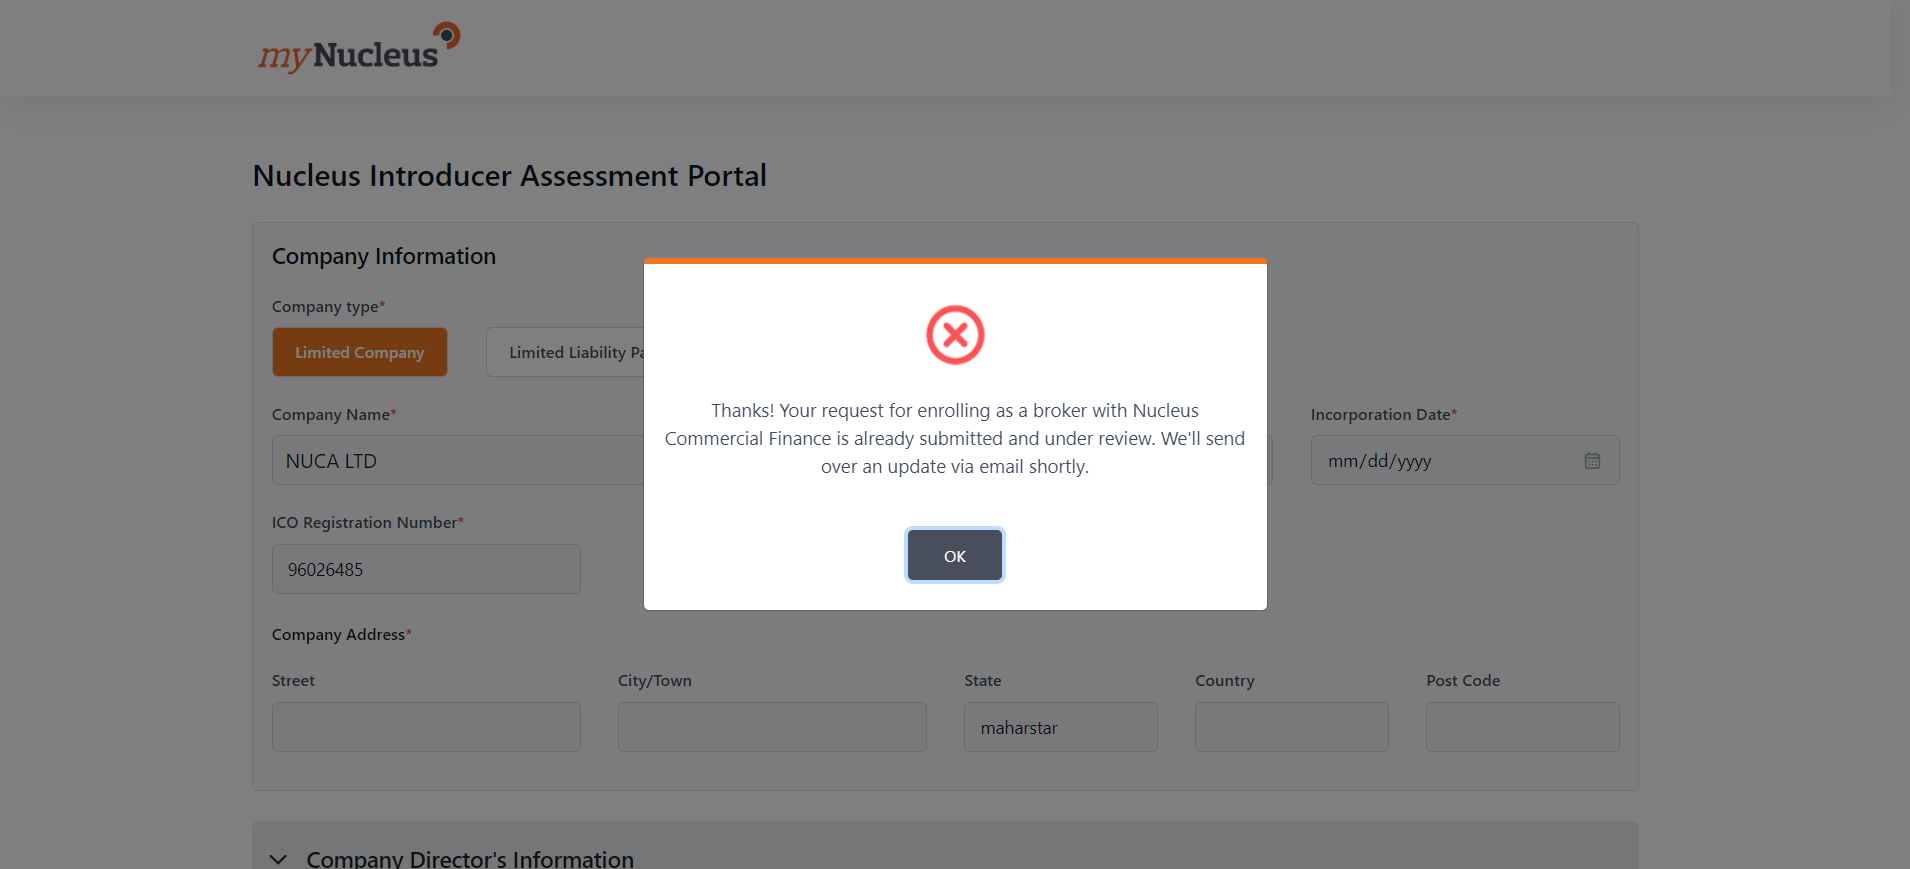 myNucleus
Nucleus Introducer Assessment Portal
Company Information
Company type*
Limited Company
Limited Liability Pa
Thanks! Your request for enrolling as a broker with Nucleus
Commercial Finance is already submitted and under review. We'll send
over an update via email shortly.
OK
Company Name*
Incorporation Date*
NUCA LTD
mm/dd/yyyy
ICO Registration Number*
96026485
Company Address*
Street
City/Town
State
Country
Post Code
maharstar
Company Director's Information